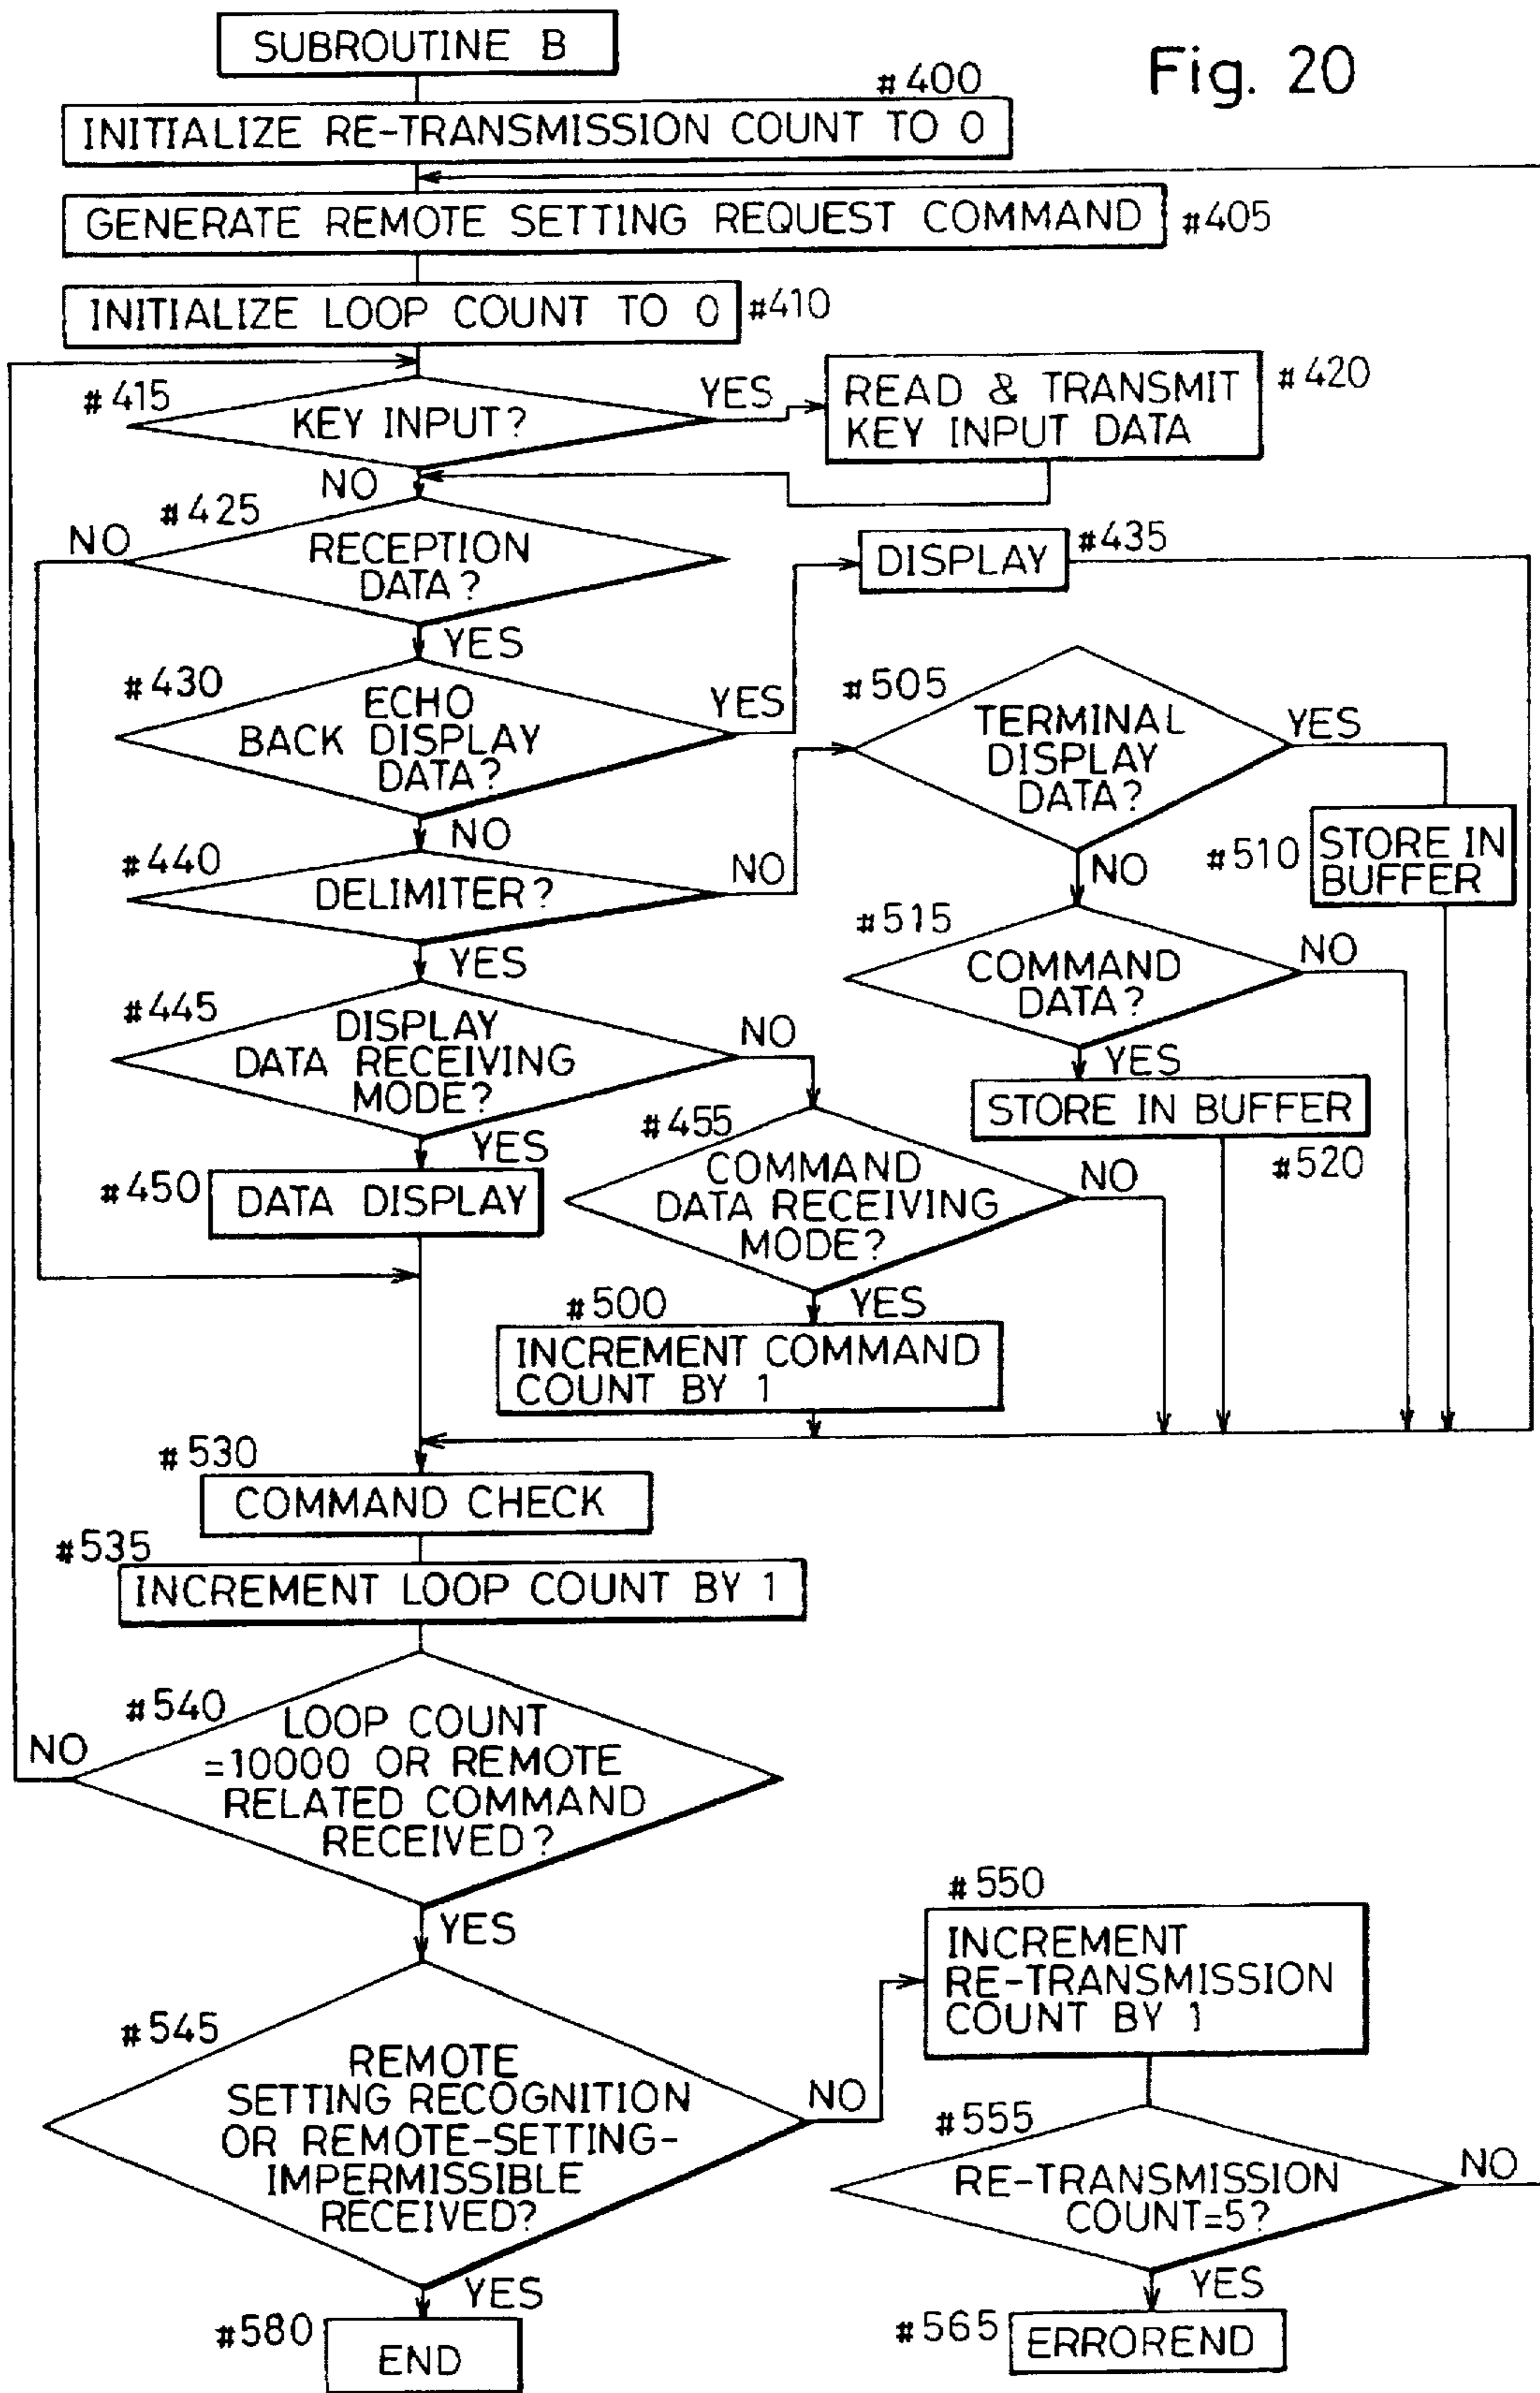 Fig. 20
SUBROUTINE B
#400
INITIALIZE RE-TRANSMISSION COUNT TO 0
GENERATE REMOTE SETTING REQUEST COMMAND
#405
INITIALIZE LOOP COUNT TO 0
#410
#415
KEY INPUT?
YES
READ & TRANSMIT
KEY INPUT DATA
#420
NO
#425
NO
RECEPTION
DATA?
YES
DISPLAY
#435
#430
ECHO
BACK DISPLAY
DATA?
YES
NO
#505
TERMINAL
DISPLAY
DATA?
YES
NO
#510
STORE IN
BUFFER
#440
DELIMITER?
NO
YES
#515
COMMAND
DATA?
NO
YES
STORE IN BUFFER
#520
#445
DISPLAY
DATA RECEIVING
MODE?
NO
YES
#450
DATA DISPLAY
#455
COMMAND
DATA RECEIVING
MODE?
NO
YES
#500
INCREMENT COMMAND
COUNT BY 1
#530
COMMAND CHECK
#535
INCREMENT LOOP COUNT BY 1
#540
NO
LOOP COUNT
=10000 OR REMOTE
RELATED COMMAND
RECEIVED?
YES
#545
REMOTE
SETTING RECOGNITION
OR REMOTE-SETTING-
IMPERMISSIBLE
RECEIVED?
NO
YES
#580
END
#550
INCREMENT
RE-TRANSMISSION
COUNT BY 1
#555
RE-TRANSMISSION
COUNT=5?
NO
YES
#565
ERROREND